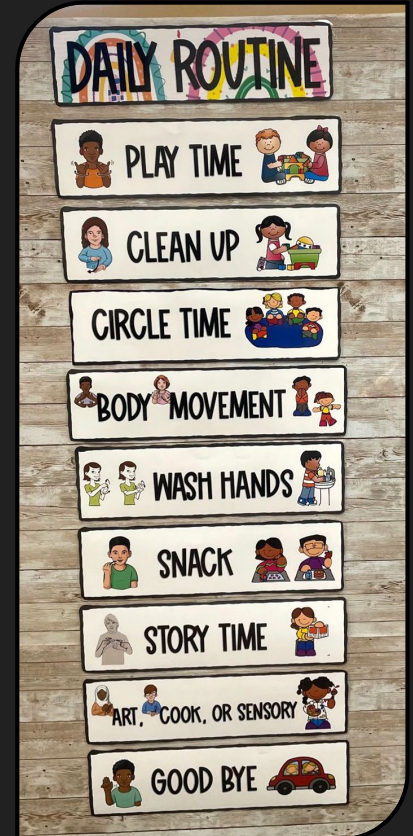 DAILY ROUTINE
PLAY TIME
CLEAN UP
CIRCLE TIME
BODY MOVEMENT
WASH HANDS
SNACK
STORY TIME
ART, COOK, OR SENSORY
GOOD BYE